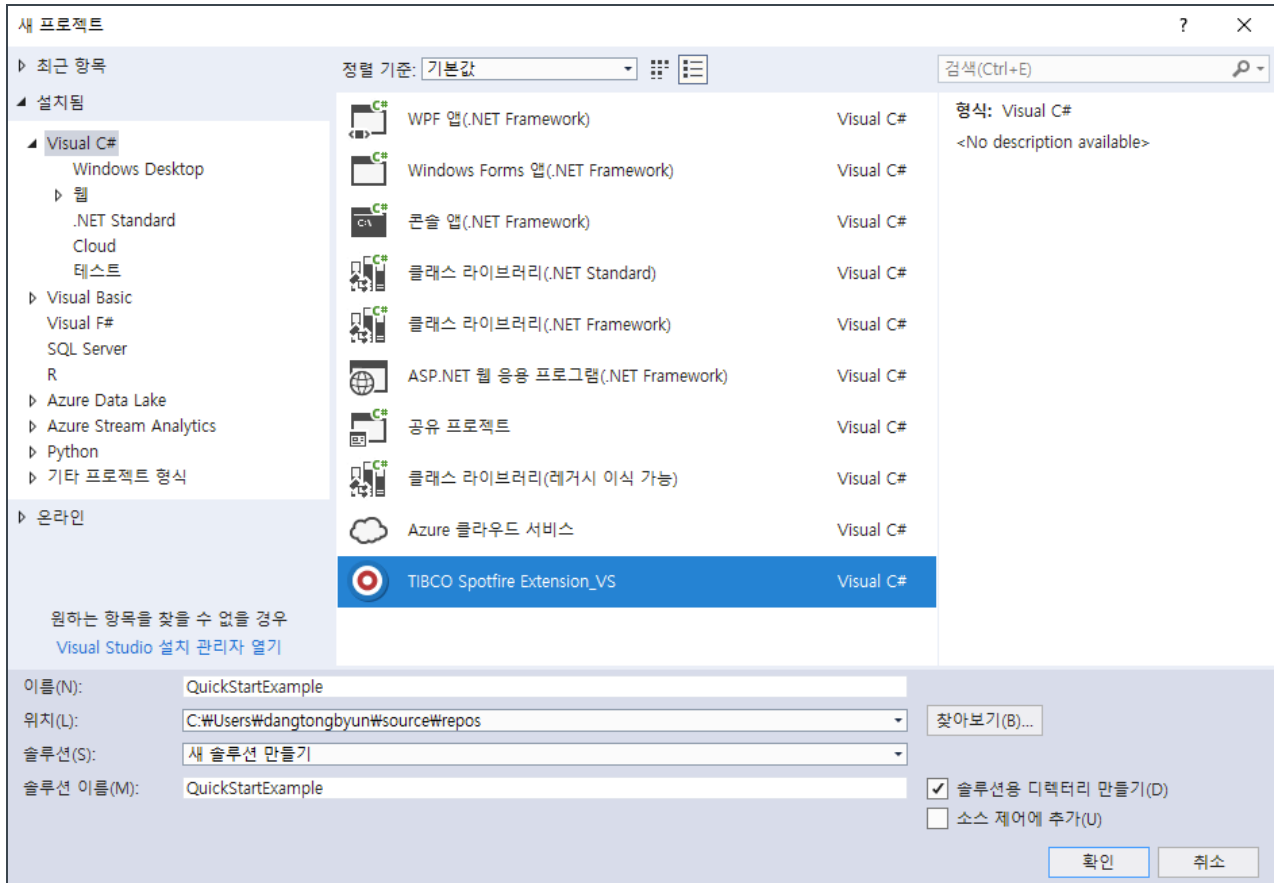 새 프로젝트
?
최근 항목
설치됨
Visual C#
Windows Desktop
웹
.NET Standard
Cloud
테스트
Visual Basic
Visual F#
SQL Server
R
Azure Data Lake
Azure Stream Analytics
Python
기타 프로젝트 형식
온라인
원하는 항목을 찾을 수 없을 경우
Visual Studio 설치 관리자 열기
정렬 기준: 기본값
WPF 앱(.NET Framework) Visual C#
Windows Forms 앱(.NET Framework) Visual C#
콘솔 앱(.NET Framework) Visual C#
클래스 라이브러리(.NET Standard) Visual C#
클래스 라이브러리(.NET Framework) Visual C#
ASP.NET 웹 응용 프로그램(.NET Framework) Visual C#
공유 프로젝트 Visual C#
클래스 라이브러리(레거시 이식 가능) Visual C#
Azure 클라우드 서비스 Visual C#
TIBCO Spotfire Extension_VS Visual C#
검색(Ctrl+E)
형식: Visual C#
<No description available>
이름(N): QuickStartExample
위치(L): C:₩Users₩dangtongbyun₩source₩repos 찾아보기(B)...
솔루션(S): 새 솔루션 만들기
솔루션 이름(M): QuickStartExample
솔루션용 디렉터리 만들기(D)
소스 제어에 추가(U)
확인 취소